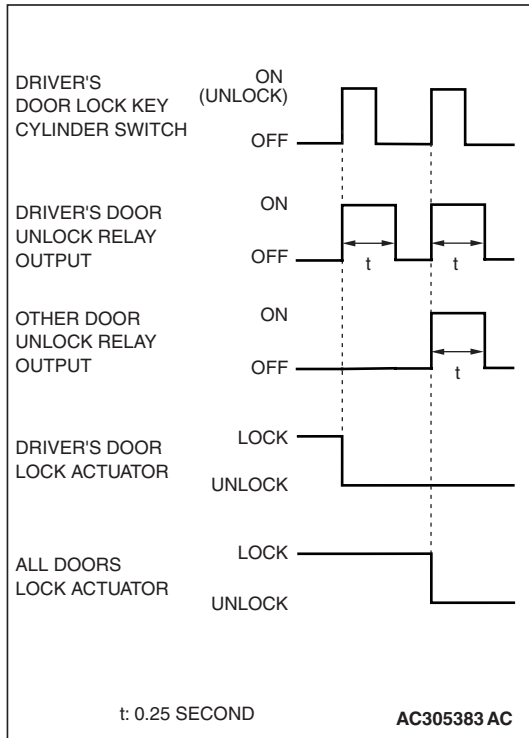 DRIVER'S
DOOR LOCK KEY
CYLINDER SWITCH
ON
(UNLOCK)
OFF
DRIVER'S DOOR
UNLOCK RELAY
OUTPUT
ON
OFF
t
t
OTHER DOOR
UNLOCK RELAY
OUTPUT
ON
OFF
t
DRIVER'S DOOR
LOCK ACTUATOR
LOCK
UNLOCK
ALL DOORS
LOCK ACTUATOR
LOCK
UNLOCK
t: 0.25 SECOND
AC305383 AC